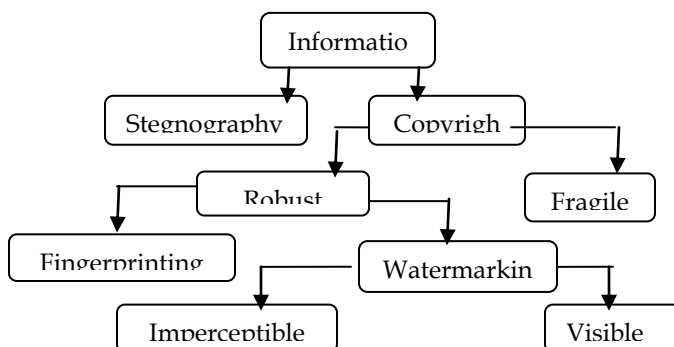 Informatio
Stegnography
Copyrigh
Robust
Fragile
Fingerprinting
Watermarkin
Imperceptible
Visible